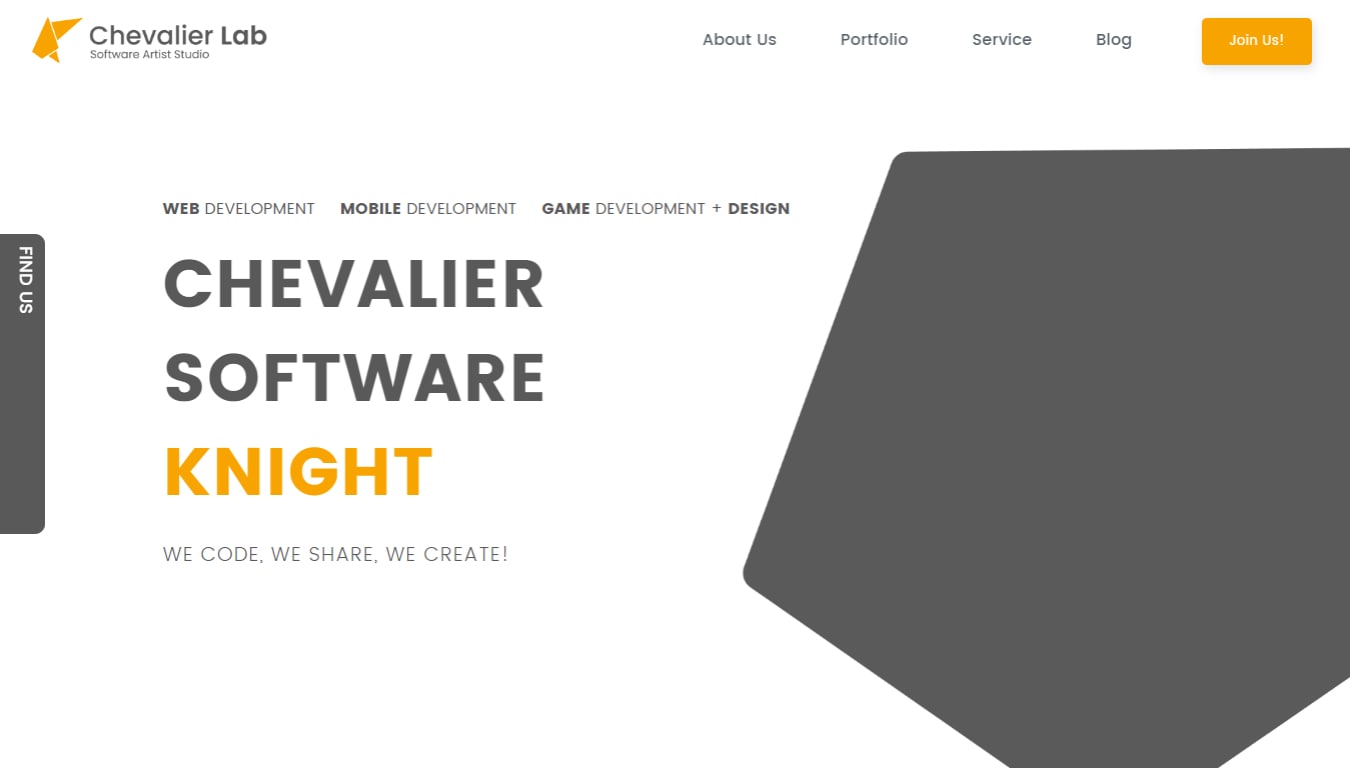 Chevalier Lab
Software Artist Studio
About Us Portfolio Service Blog Join Us!
WEB DEVELOPMENT MOBILE DEVELOPMENT GAME DEVELOPMENT + DESIGN
FIND US
CHEVALIER
SOFTWARE
KNIGHT
WE CODE, WE SHARE, WE CREATE!